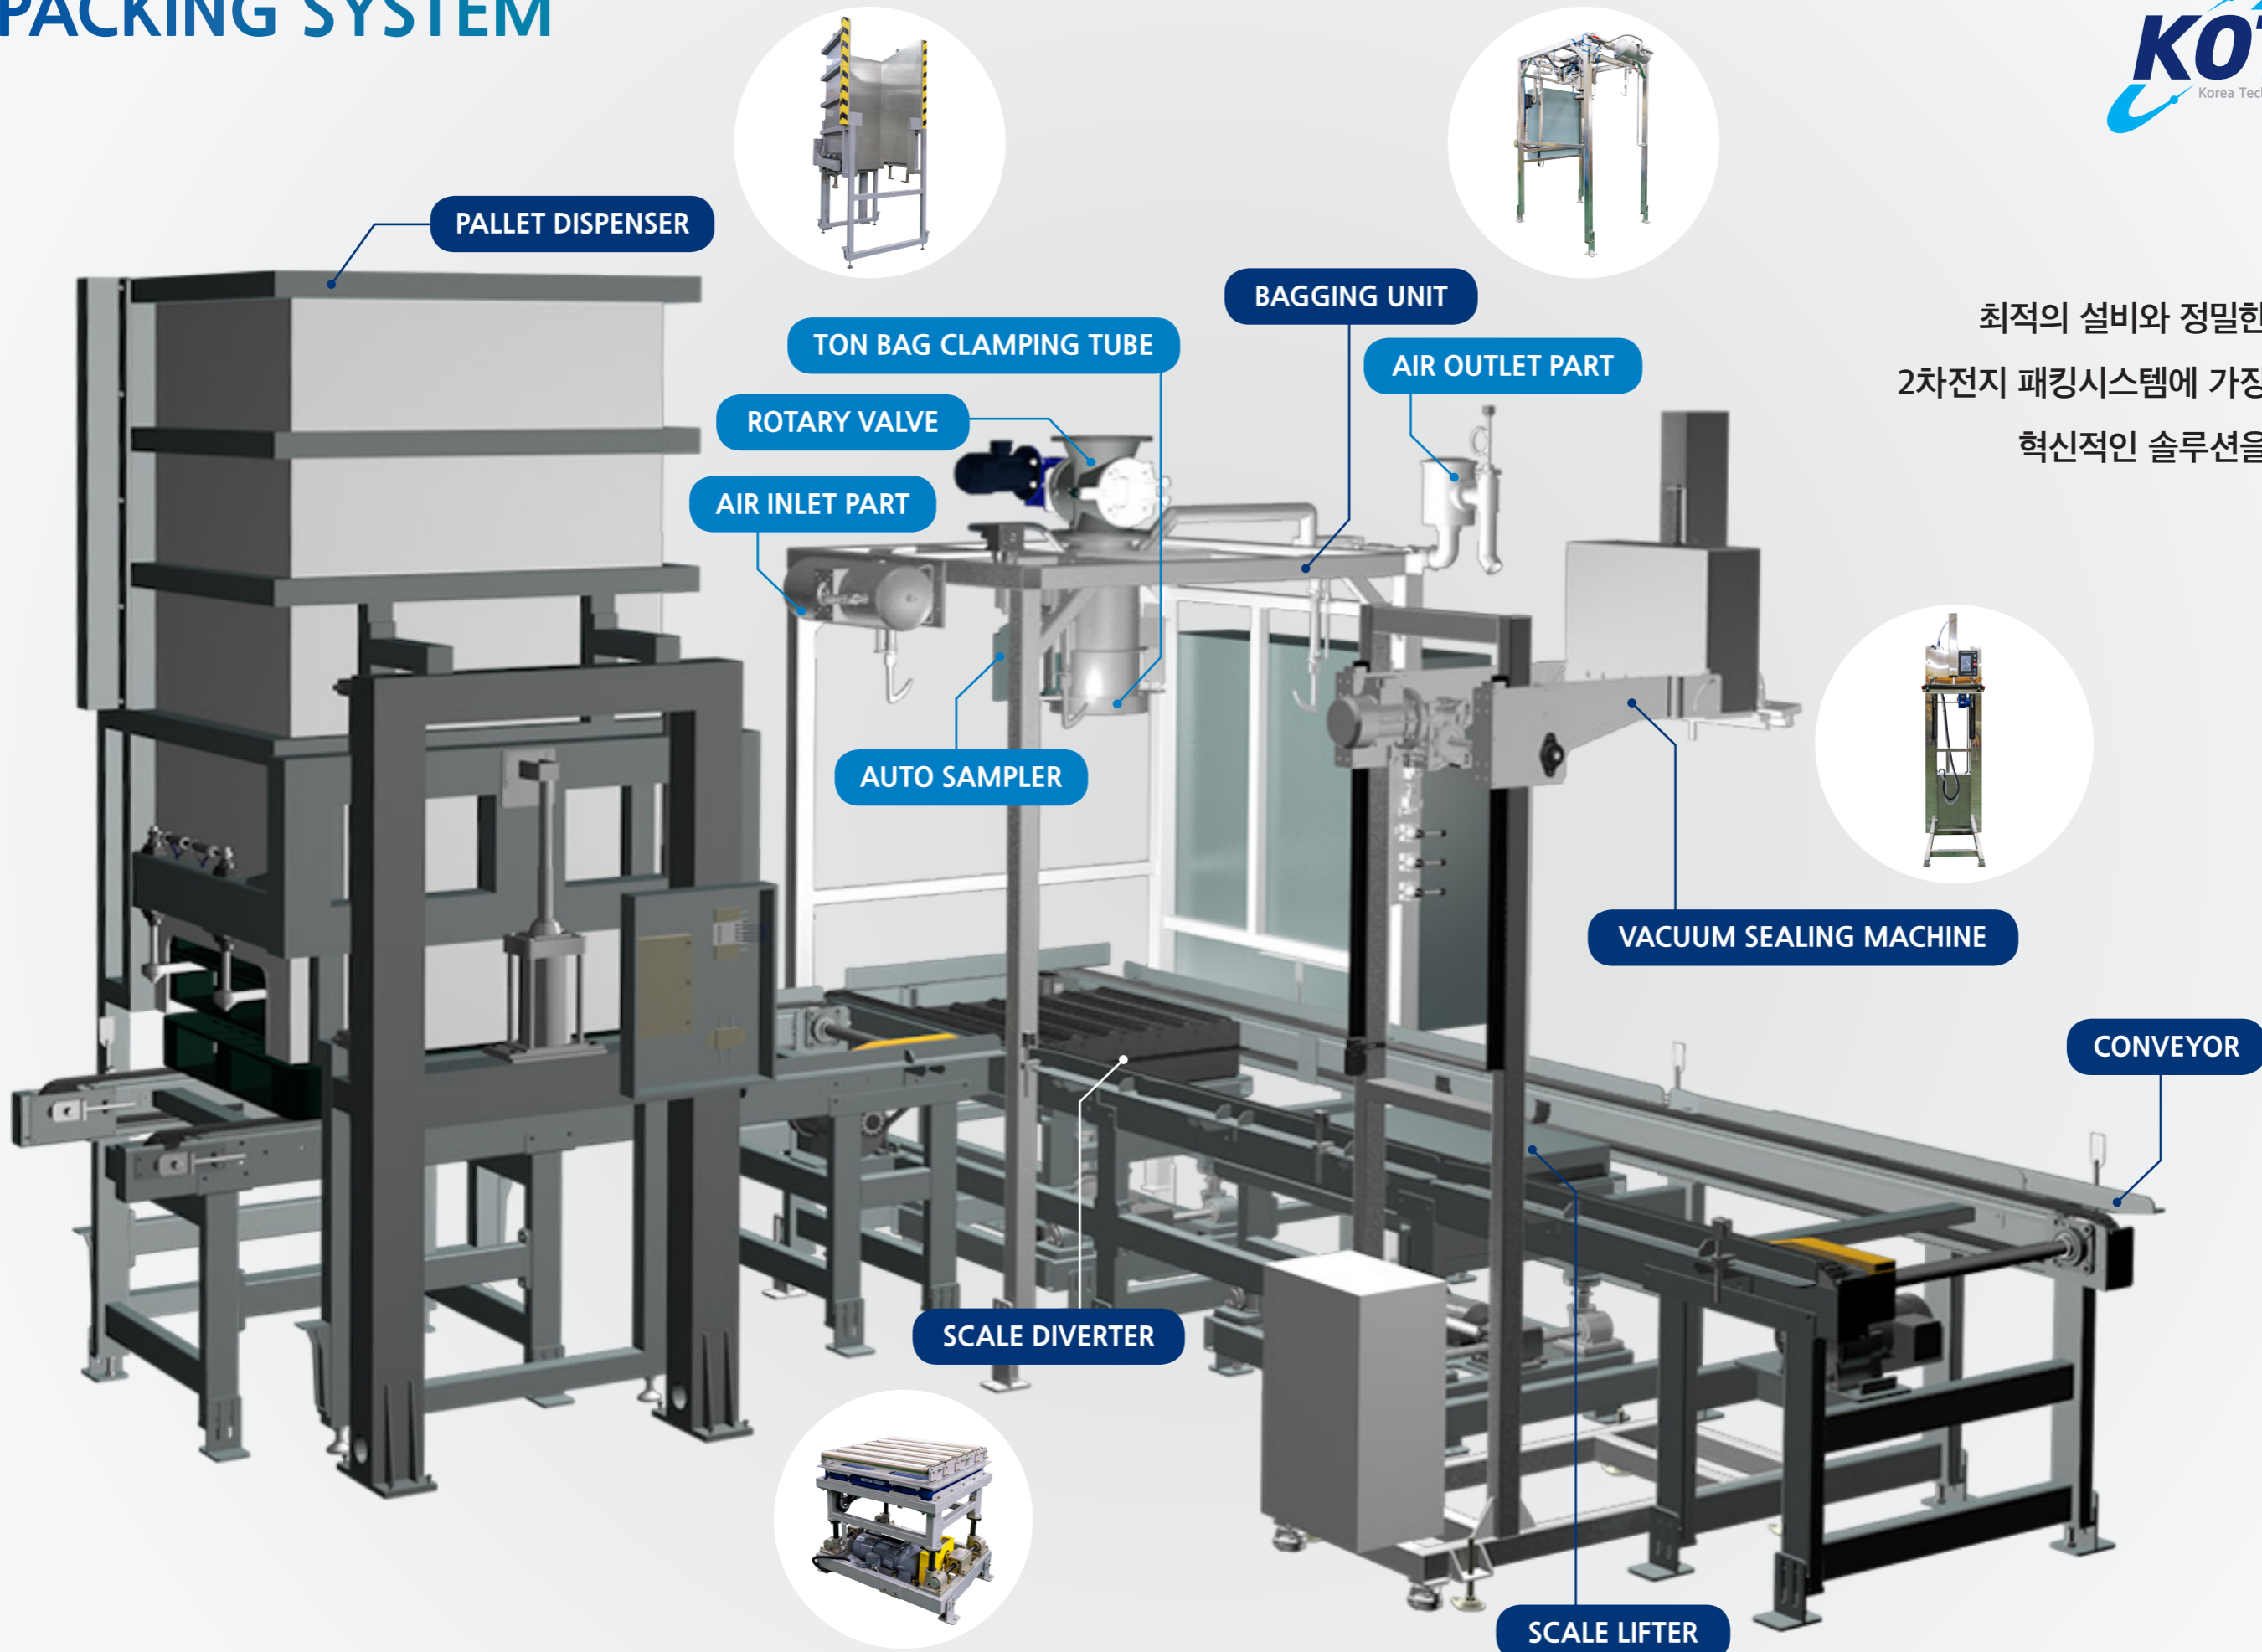 PACKING SYSTEM
Korea Tech
PALLET DISPENSER
BAGGING UNIT
TON BAG CLAMPING TUBE
AIR OUTLET PART
ROTARY VALVE
AIR INLET PART
최적의 설비와 정밀한
2차전지 패킹시스템에 가장
혁신적인 솔루션을
AUTO SAMPLER
VACUUM SEALING MACHINE
CONVEYOR
SCALE DIVERTER
SCALE LIFTER